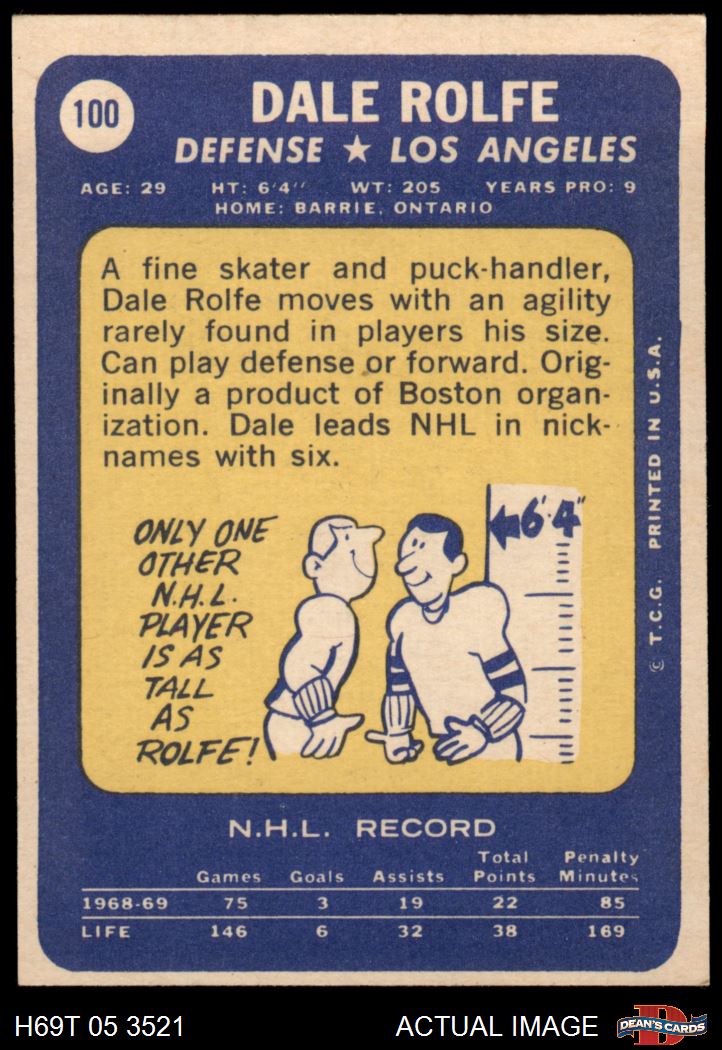 100
DALE ROLFE
DEFENSE ★ LOS ANGELES
AGE: 29 HT: 6'4'' WT: 205 YEARS PRO: 9
HOME: BARRIE, ONTARIO
A fine skater and puck-handler,
Dale Rolfe moves with an agility
rarely found in players his size.
Can play defense or forward. Orig-
inally a product of Boston organ-
ization. Dale leads NHL in nick-
names with six.
ONLY ONE
OTHER
N.H.L.
PLAYER
IS AS
TALL
AS
ROLFE!
6'4"
© T.C.G. PRINTED IN U.S.A.
N.H.L. RECORD
Games Goals Assists Total Points Penalty Minutes
1968-69 75 3 19 22 85
LIFE 146 6 32 38 169
H69T 05 3521
ACTUAL IMAGE
D
DEAN'S CARDS